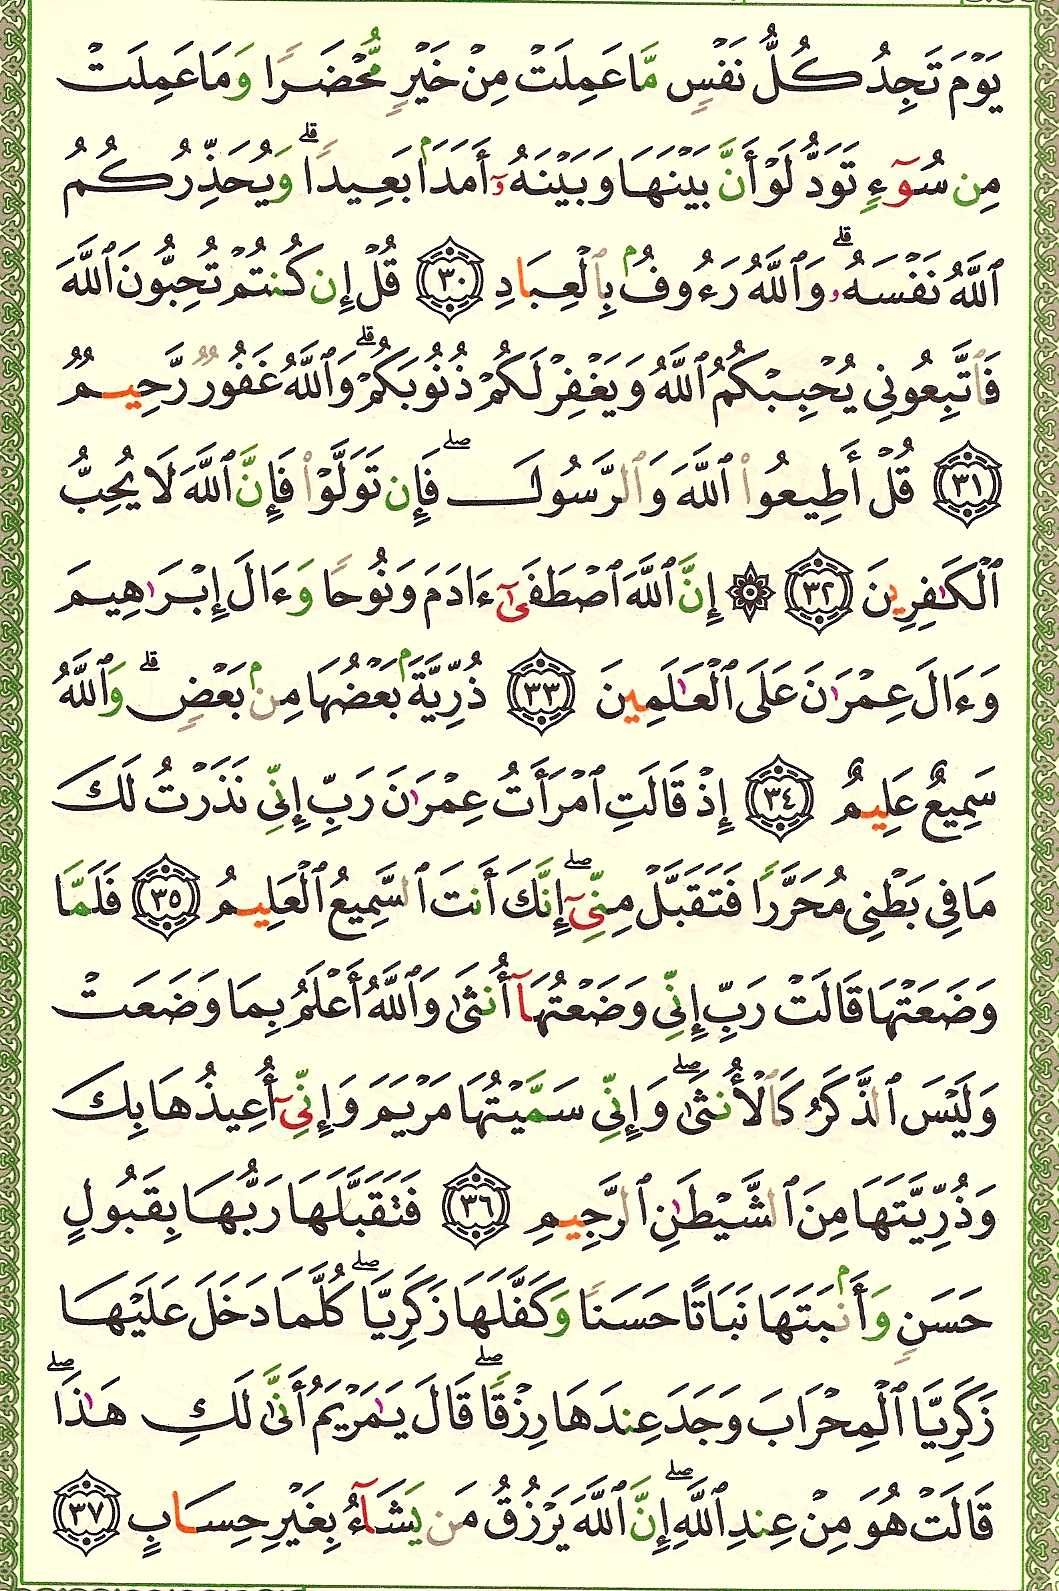 يَوْمَ تَجِدُ كُلُّ نَفْسٍ مَّا عَمِلَتْ مِنْ خَيْرٍ مُّحْضَرًا وَمَا عَمِلَتْ
مِن سُوٓءٍ تَوَدُّ لَوْ أَنَّ بَيْنَهَا وَبَيْنَهُۥٓ أَمَدَۢا بَعِيدًا ۗ وَيُحَذِّرُكُمُ
ٱللَّهُ نَفْسَهُۥ ۗ وَٱللَّهُ رَءُوفُۢ بِٱلْعِبَادِ ٣٠ قُلْ إِن كُنتُمْ تُحِبُّونَ ٱللَّهَ
فَٱتَّبِعُونِى يُحْبِبْكُمُ ٱللَّهُ وَيَغْفِرْ لَكُمْ ذُنُوبَكُمْ ۗ وَٱللَّهُ غَفُورٌ رَّحِيمٌ
٣١ قُلْ أَطِيعُوا۟ ٱللَّهَ وَٱلرَّسُولَ ۖ فَإِن تَوَلَّوْا۟ فَإِنَّ ٱللَّهَ لَا يُحِبُّ
ٱلْكَـٰفِرِينَ ٣٢ ۞ إِنَّ ٱللَّهَ ٱصْطَفَىٰٓ ءَادَمَ وَنُوحًا وَءَالَ إِبْرَٰهِيمَ
وَءَالَ عِمْرَٰنَ عَلَى ٱلْعَـٰلَمِينَ ٣٣ ذُرِّيَّةَۢ بَعْضُهَا مِنۢ بَعْضٍ ۗ وَٱللَّهُ
سَمِيعٌ عَلِيمٌ ٣٤ إِذْ قَالَتِ ٱمْرَأَتُ عِمْرَٰنَ رَبِّ إِنِّى نَذَرْتُ لَكَ
مَا فِى بَطْنِى مُحَرَّرًا فَتَقَبَّلْ مِنِّىٓ ۖ إِنَّكَ أَنتَ ٱلسَّمِيعُ ٱلْعَلِيمُ ٣٥ فَلَمَّا
وَضَعَتْهَا قَالَتْ رَبِّ إِنِّى وَضَعْتُهَآ أُنثَىٰ وَٱللَّهُ أَعْلَمُ بِمَا وَضَعَتْ
وَلَيْسَ ٱلذَّكَرُ كَٱلْأُنثَىٰ ۖ وَإِنِّى سَمَّيْتُهَا مَرْيَمَ وَإِنِّىٓ أُعِيذُهَا بِكَ
وَذُرِّيَّتَهَا مِنَ ٱلشَّيْطَـٰنِ ٱلرَّجِيمِ ٣٦ فَتَقَبَّلَهَا رَبُّهَا بِقَبُولٍ
حَسَنٍ وَأَنۢبَتَهَا نَبَاتًا حَسَنًا وَكَفَّلَهَا زَكَرِيَّا ۖ كُلَّمَا دَخَلَ عَلَيْهَا
زَكَرِيَّا ٱلْمِحْرَابَ وَجَدَ عِندَهَا رِزْقًا ۖ قَالَ يَـٰمَرْيَمُ أَنَّىٰ لَكِ هَـٰذَا ۖ
قَالَتْ هُوَ مِنْ عِندِ ٱللَّهِ ۖ إِنَّ ٱللَّهَ يَرْزُقُ مَن يَشَآءُ بِغَيْرِ حِسَابٍ ٣٧